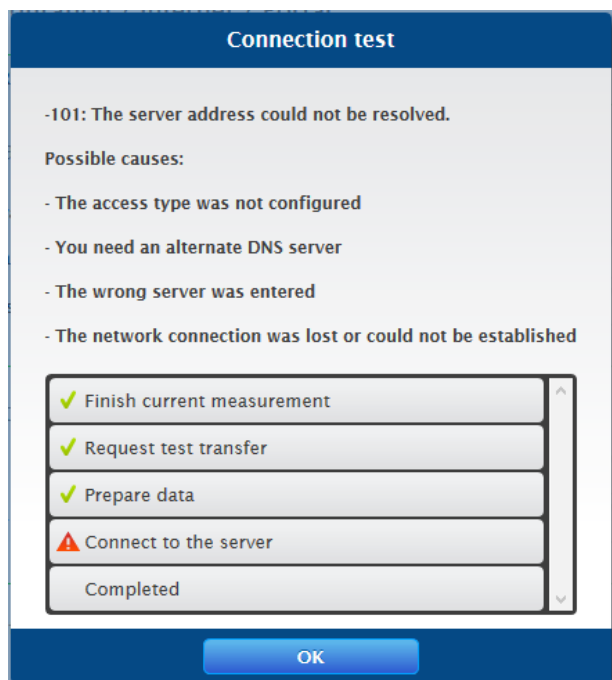 Connection test
-101: The server address could not be resolved.
Possible causes:
- The access type was not configured
- You need an alternate DNS server
- The wrong server was entered
- The network connection was lost or could not be established
Finish current measurement
Request test transfer
Prepare data
Connect to the server
Completed
OK